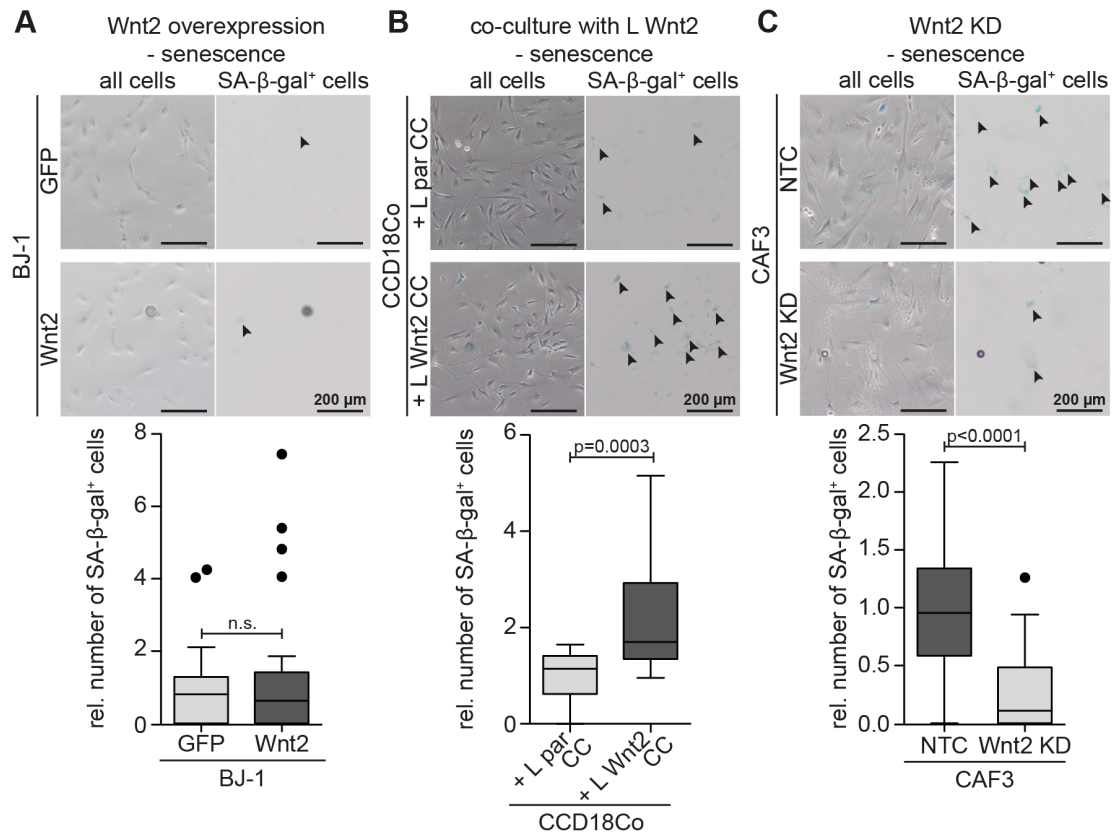 A
Wnt2 overexpression
- senescence
all cells
SA-β-gal⁺ cells
BJ-1
GFP
Wnt2
200 µm
8
6
4
2
0
rel. number of SA-β-gal⁺ cells
n.s.
GFP
Wnt2
BJ-1
B
co-culture with L Wnt2
- senescence
all cells
SA-β-gal⁺ cells
CCD18Co
+ L par CC
+ L Wnt2 CC
200 µm
6
4
2
0
rel. number of SA-β-gal⁺ cells
p=0.0003
+ L par
CC
+ L Wnt2
CC
CCD18Co
C
Wnt2 KD
- senescence
all cells
SA-β-gal⁺ cells
CAF3
NTC
Wnt2 KD
200 µm
2.5
2.0
1.5
1.0
0.5
0.0
rel. number of SA-β-gal⁺ cells
p<0.0001
NTC
Wnt2 KD
CAF3